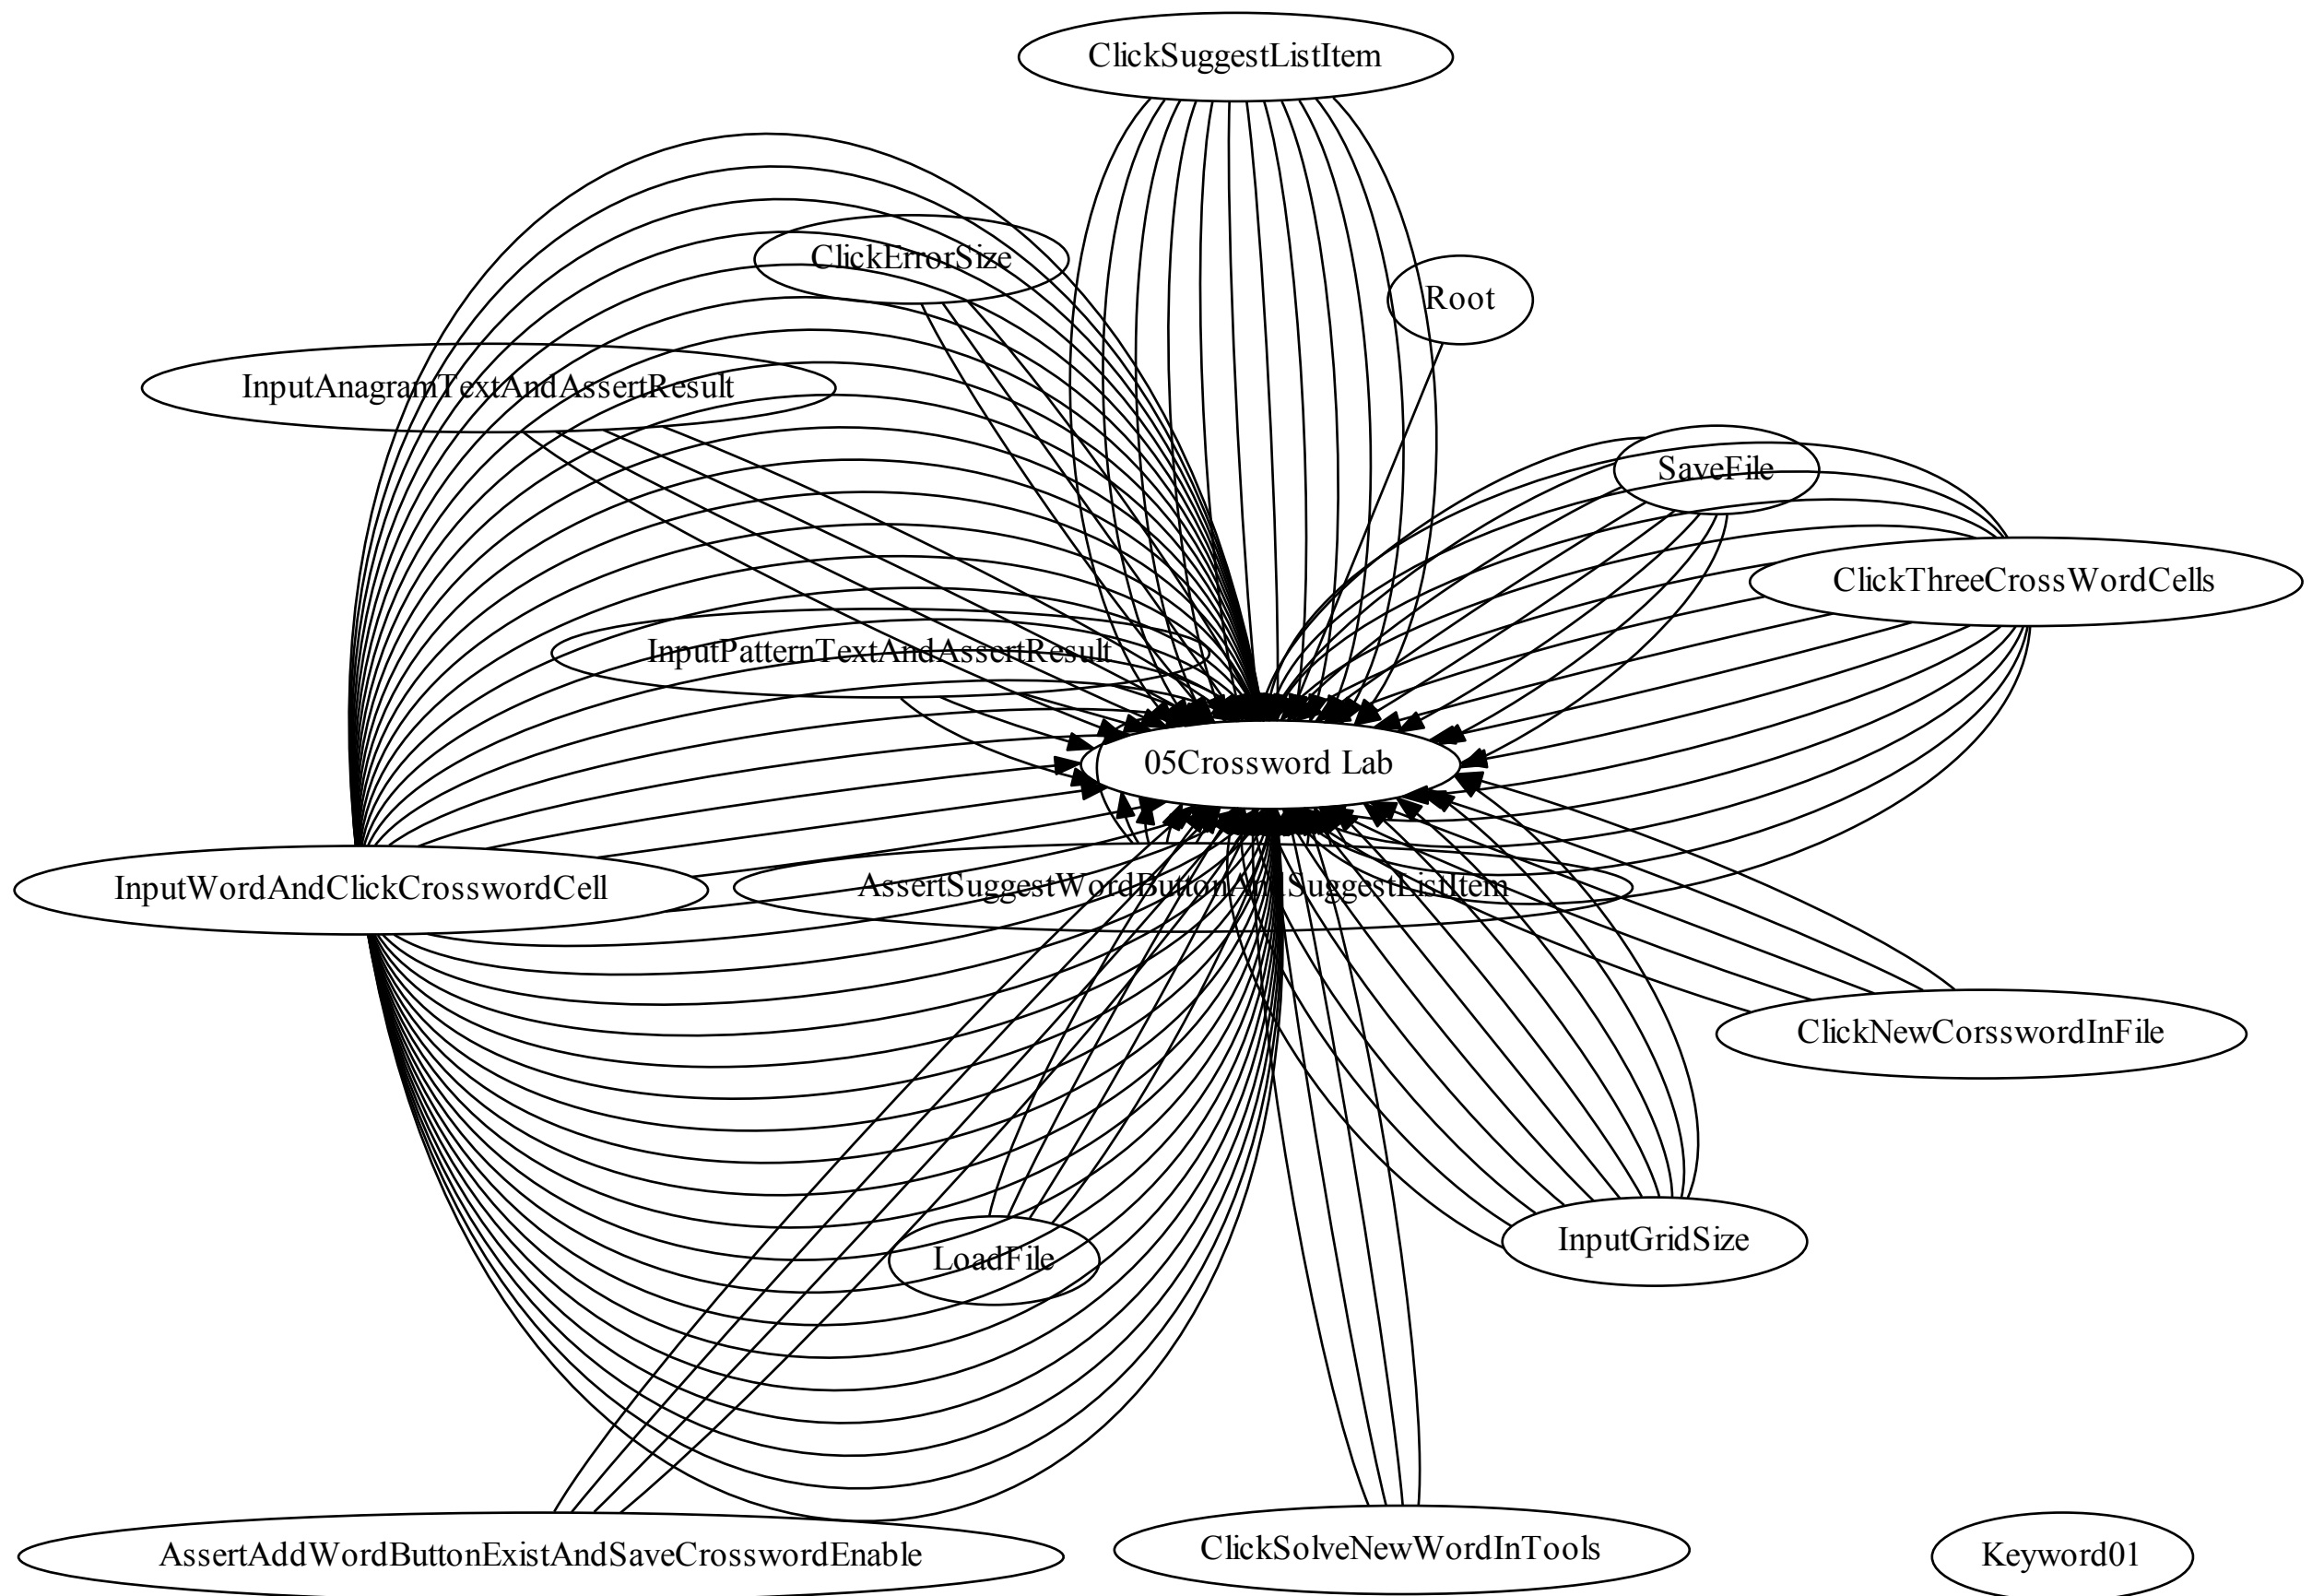 ClickSuggestListItem
ClickErrorSize
Root
InputAnagramTextAndAssertResult
SaveFile
ClickThreeCrossWordCells
InputPatternTextAndAssertResult
05Crossword Lab
InputWordAndClickCrosswordCell
AssertSuggestWordButtonAndSuggestListItem
ClickNewCorsswordInFile
InputGridSize
LoadFile
AssertAddWordButtonExistAndSaveCrosswordEnable
ClickSolveNewWordInTools
Keyword01